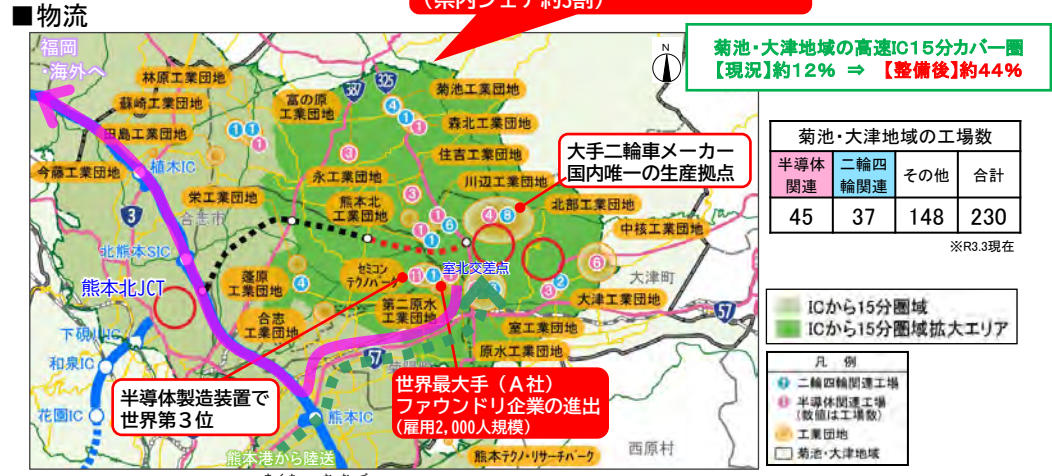 （県内シェア約3割）
■物流
菊池･大津地域の高速IC15分カバー圏
【現況】約12% ⇒ 【整備後】約44%
福岡
・海外へ
N
林原工業団地
蘇崎工業団地
田島工業団地
今藤工業団地
植木IC
富の原
工業団地
387
325
菊池工業団地
森北工業団地
住吉工業団地
川辺工業団地
大手二輪車メーカー
国内唯一の生産拠点
永工業団地
栄工業団地
合志市
熊本北
工業団地
北部工業団地
中核工業団地
3
北熊本SIC
熊本北JCT
蓬原
工業団地
合志
工業団地
セミコン
テクノパーク
室北交差点
第二原水
工業団地
大津町
大津工業団地
57
室工業団地
原水工業団地
57
下硯川IC
和泉IC
花園IC
熊本IC
半導体製造装置で
世界第３位
世界最大手（Ａ社）
ファウンドリ企業の進出
（雇用2,000人規模）
熊本港から陸送
熊本テクノ･リサーチパーク
西原村
菊池･大津地域の工場数
半導体関連 二輪四輪関連 その他 合計
45 37 148 230
※R3.3現在
ICから15分圏域
ICから15分圏域拡大エリア
凡 例
二輪四輪関連工場
半導体関連工場
（数値は工場数）
工業団地
菊池・大津地域